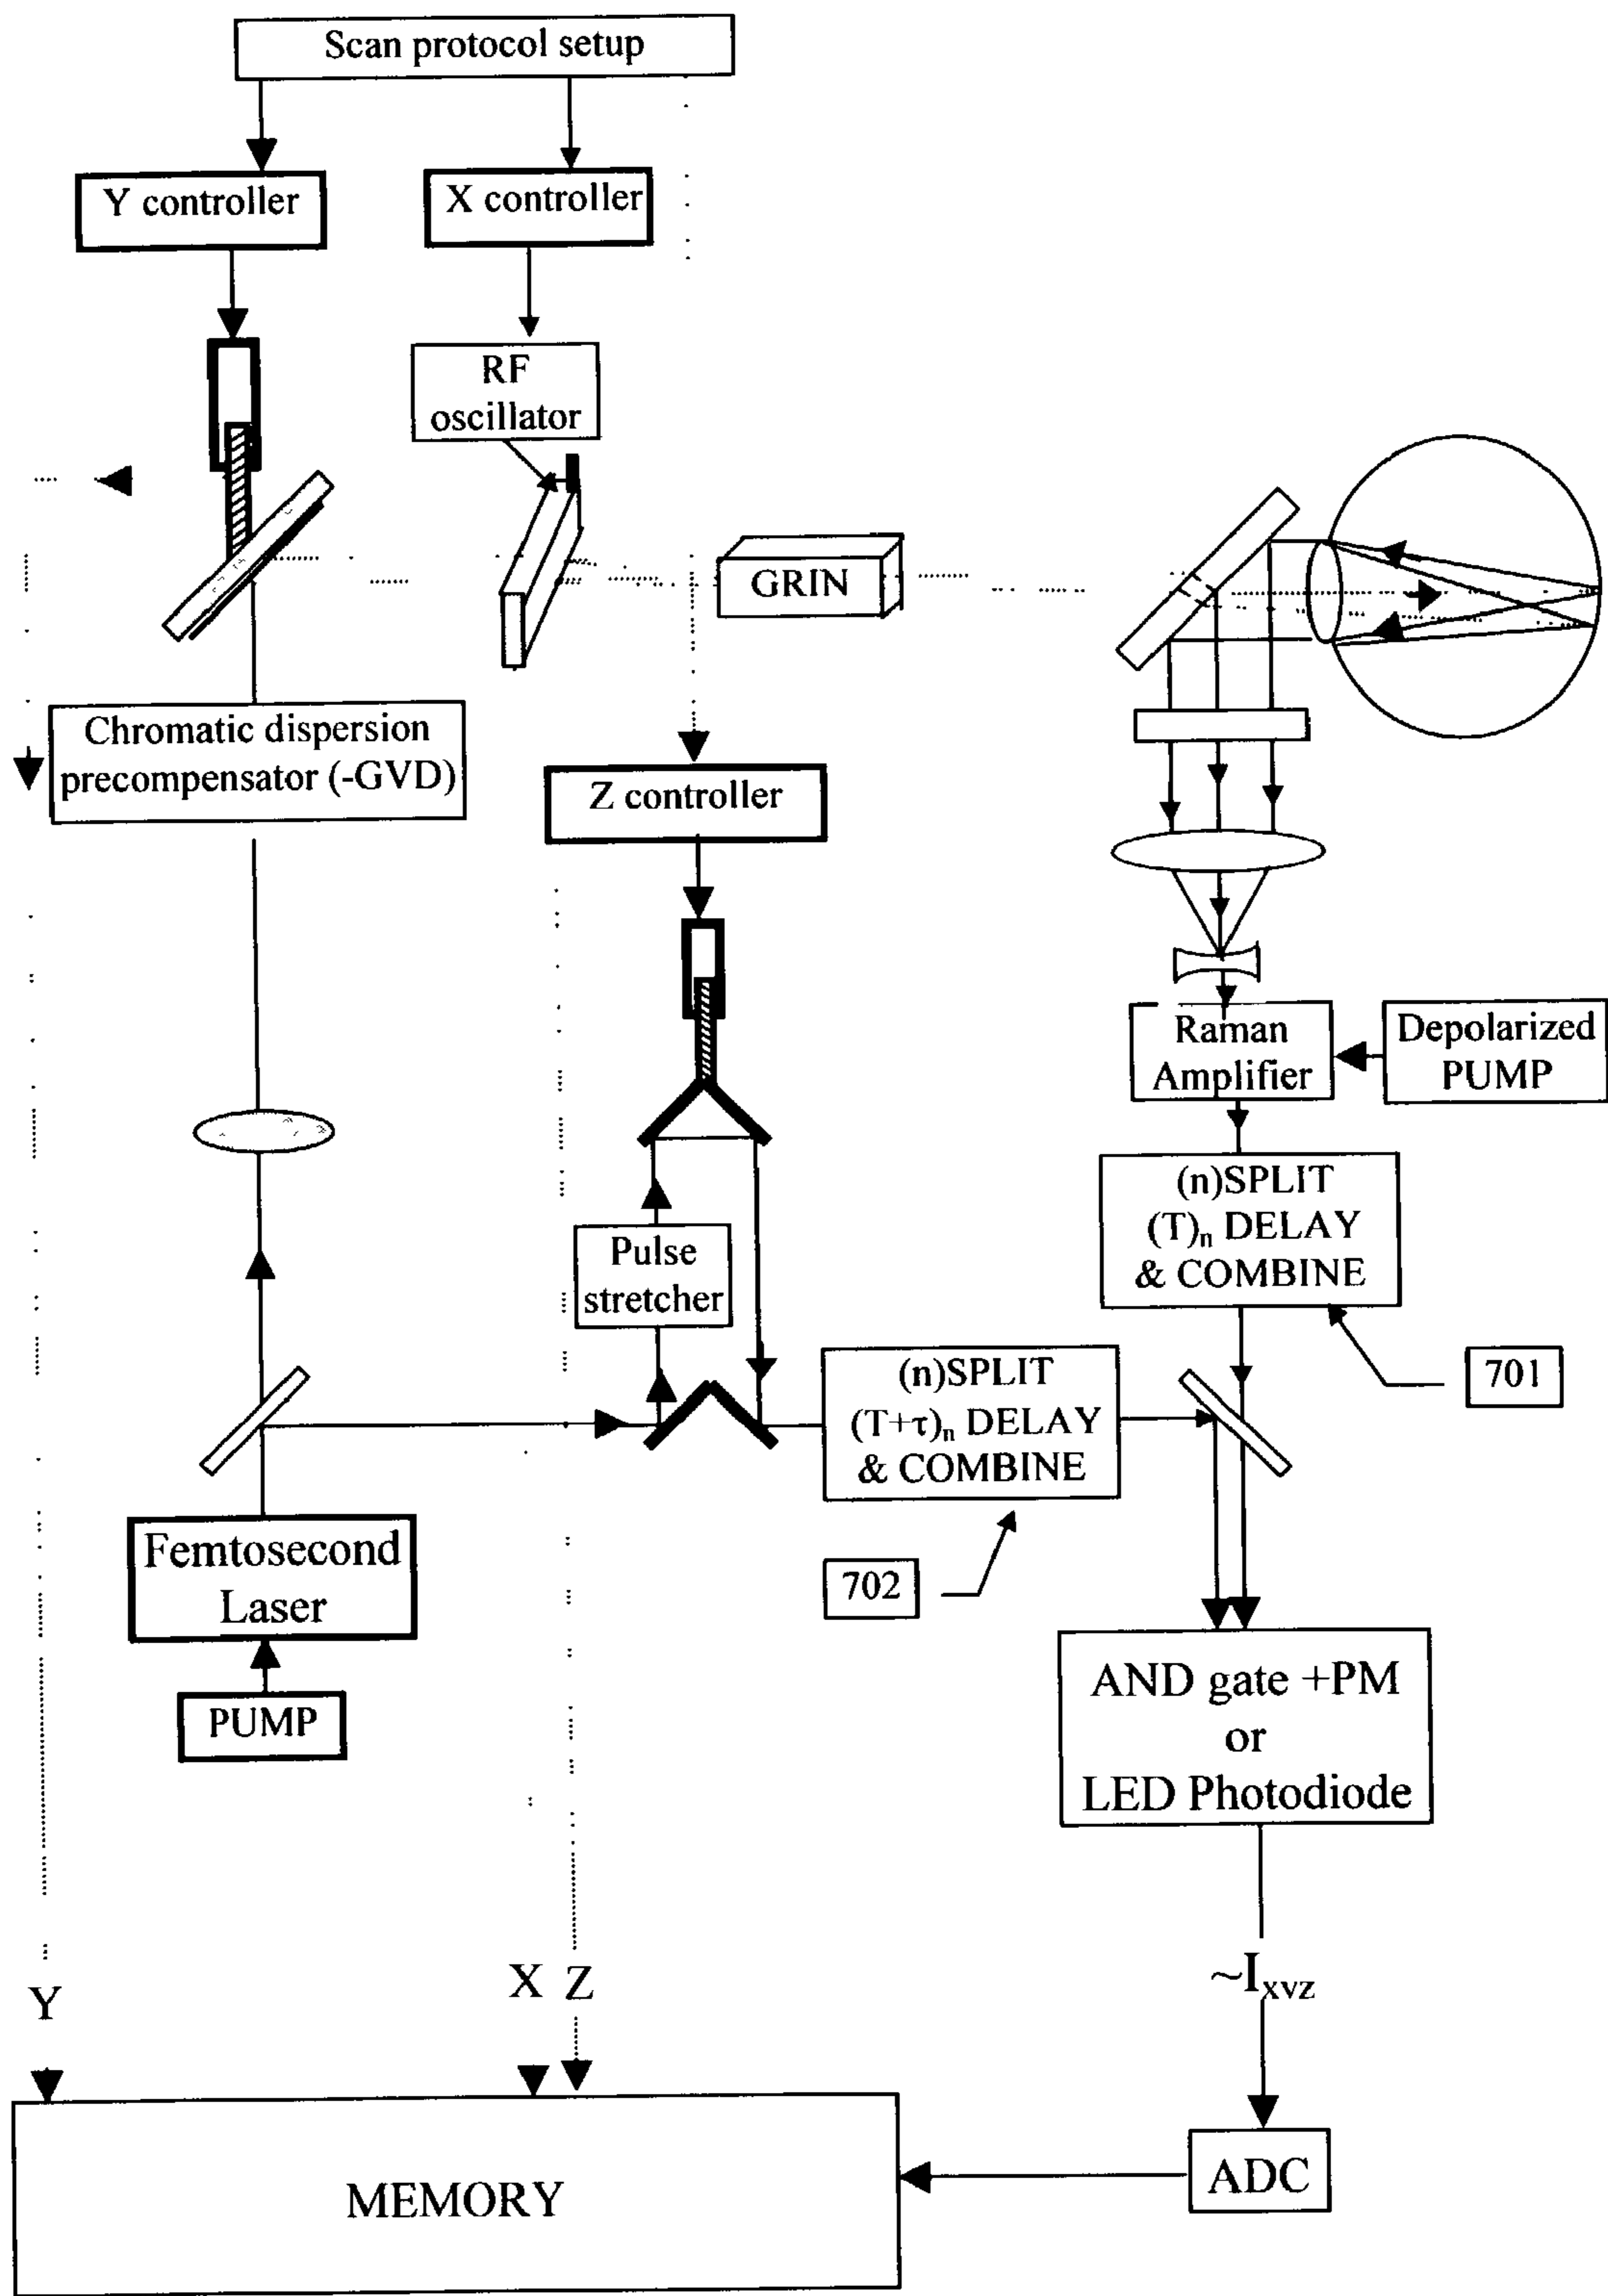 Scan protocol setup
Y controller
X controller
RF
oscillator
GRIN
Chromatic dispersion
precompensator (-GVD)
Z controller
Raman
Amplifier
Depolarized
PUMP
(n)SPLIT
(T)n DELAY
& COMBINE
Pulse
stretcher
701
(n)SPLIT
(T+τ)n DELAY
& COMBINE
702
Femtosecond
Laser
PUMP
AND gate +PM
or
LED Photodiode
~Ixyz
Y
X Z
MEMORY
ADC